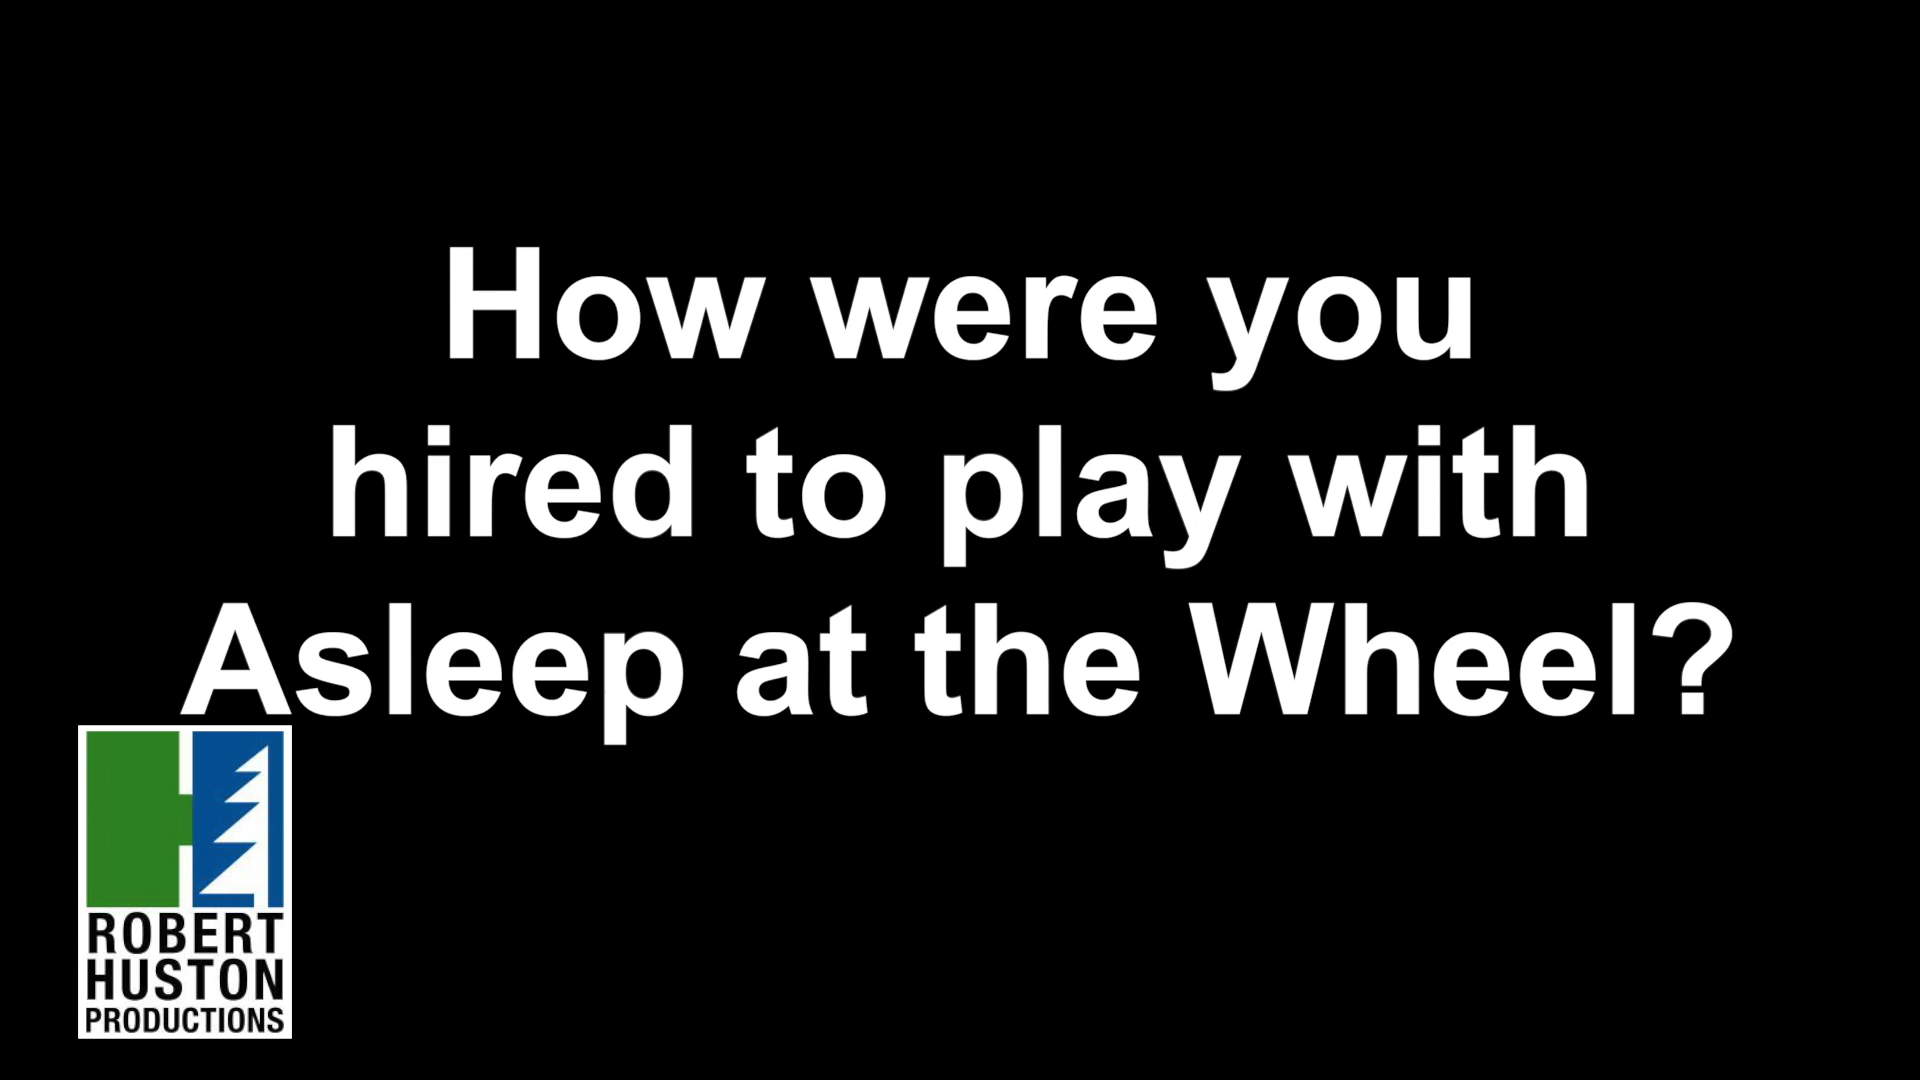 How were you
hired to play with
Asleep at the Wheel?
ROBERT
HUSTON
PRODUCTIONS